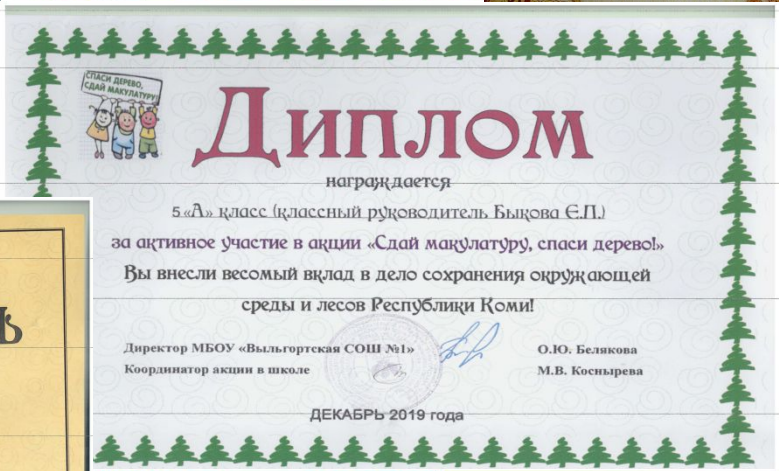 СПАСИ ДЕРЕВО,
СДАЙ МАКУЛАТУРУ!
Диплом
награждается
5 «А» класс (классный руководитель Быкова Е.П.)
за активное участие в акции «Сдай макулатуру, спаси дерево!»
Вы внесли весомый вклад в дело сохранения окружающей
среды и лесов Республики Коми!
Директор МБОУ «Выльгортская СОШ №1» О.Ю. Белякова
Координатор акции в школе М.В. Коснырева
ДЕКАБРЬ 2019 года
Ь